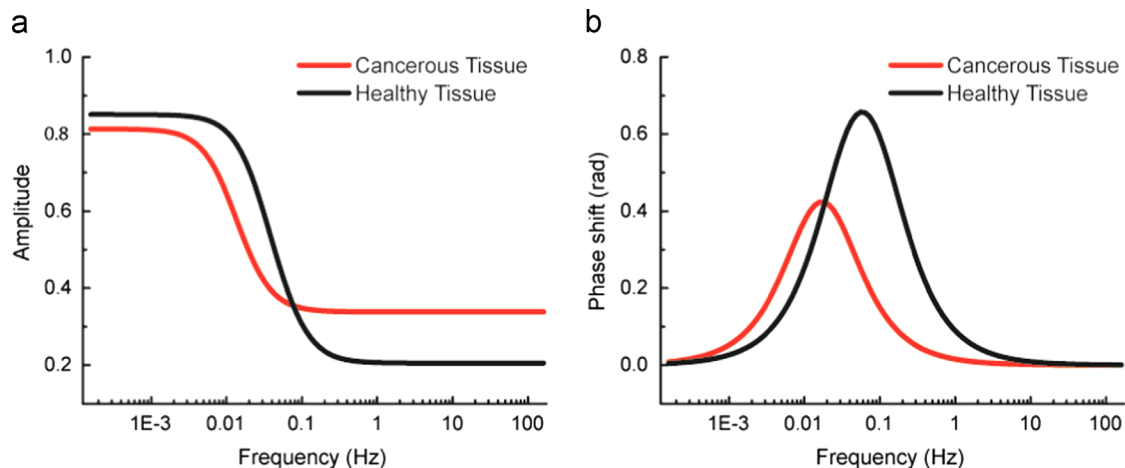 a
1.0
0.8
0.6
0.4
0.2
Amplitude
Cancerous Tissue
Healthy Tissue
1E-3 0.01 0.1 1 10 100
Frequency (Hz)
b
0.8
0.6
0.4
0.2
0.0
Phase shift (rad)
Cancerous Tissue
Healthy Tissue
1E-3 0.01 0.1 1 10 100
Frequency (Hz)